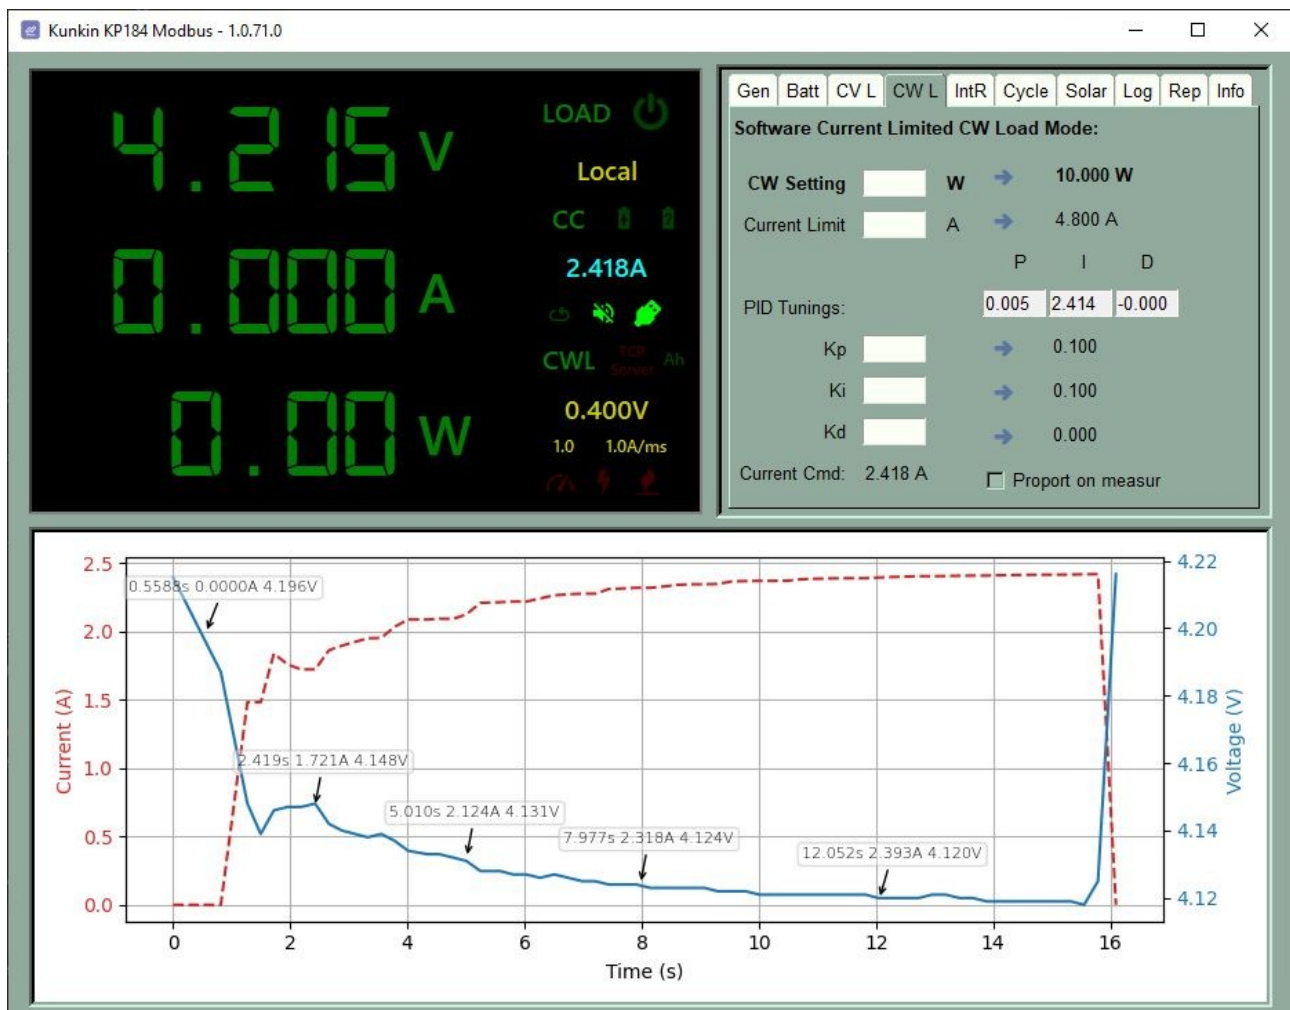 Kunkin KP184 Modbus - 1.0.71.0
4.215 V
0.000 A
0.00 W
LOAD
Local
CC
2.418A
CWL TCP Server Ah
0.400V
1.0 1.0A/ms
Gen Batt CV L CW L IntR Cycle Solar Log Rep Info
Software Current Limited CW Load Mode:
CW Setting W 10.000 W
Current Limit A 4.800 A
P I D
PID Tunings: 0.005 2.414 -0.000
Kp 0.100
Ki 0.100
Kd 0.000
Current Cmd: 2.418 A Proport on measur
2.5
2.0
1.5
1.0
0.5
0.0
Current (A)
0.5588s 0.0000A 4.196V
2.419s 1.721A 4.148V
5.010s 2.124A 4.131V
7.977s 2.318A 4.124V
12.052s 2.393A 4.120V
4.22
4.20
4.18
4.16
4.14
4.12
Voltage (V)
0 2 4 6 8 10 12 14 16
Time (s)